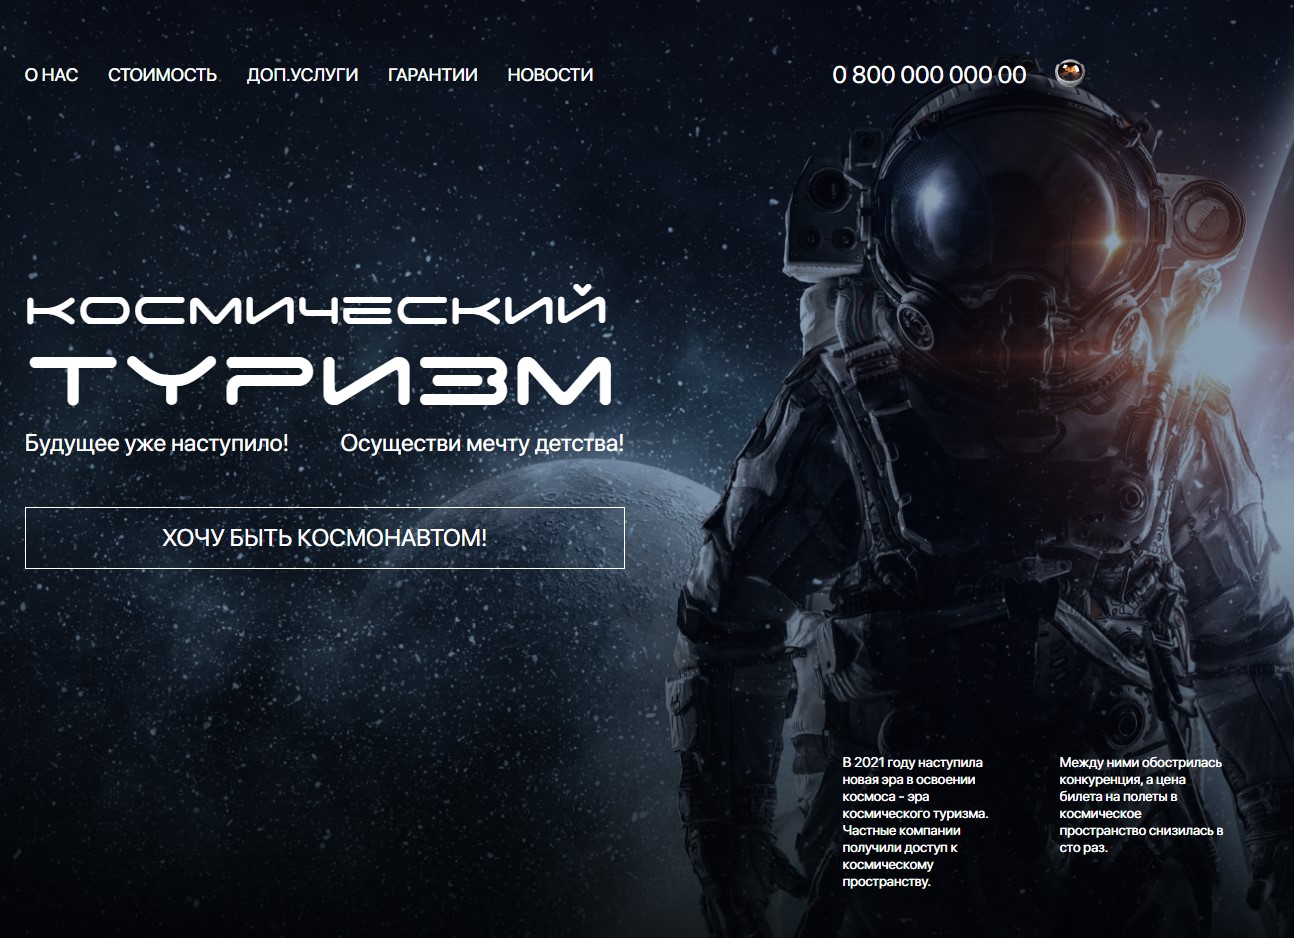 О НАС СТОИМОСТЬ ДОП.УСЛУГИ ГАРАНТИИ НОВОСТИ 0 800 000 000 00
КОСМИЧЕСКИЙ
ТУРИЗМ
Будущее уже наступило! Осуществи мечту детства!
ХОЧУ БЫТЬ КОСМОНАВТОМ!
В 2021 году наступила
новая эра в освоении
космоса - эра
космического туризма.
Частные компании
получили доступ к
космическому
пространству.
Между ними обострилась
конкуренция, а цена
билета на полеты в
космическое
пространство снизилась в
сто раз.